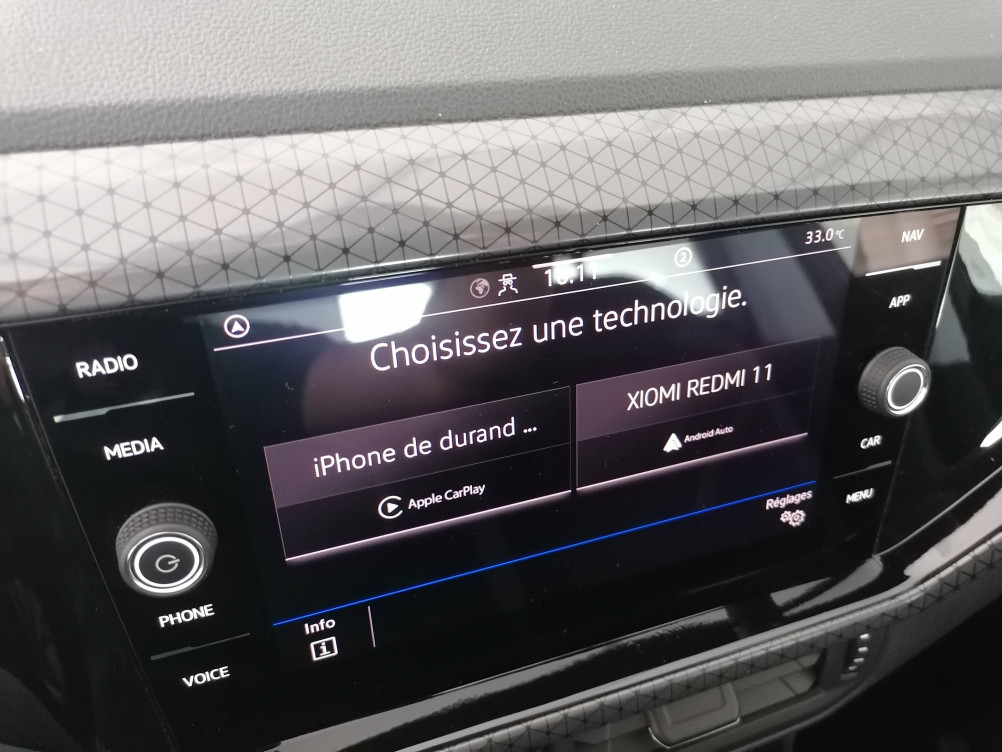 33.0°C
2
Choisissez une technologie.
iPhone de durand ...
Apple CarPlay
XIOMI REDMI 11
Android Auto
Réglages
Info
i
RADIO
MEDIA
PHONE
VOICE
NAV
APP
CAR
MENU